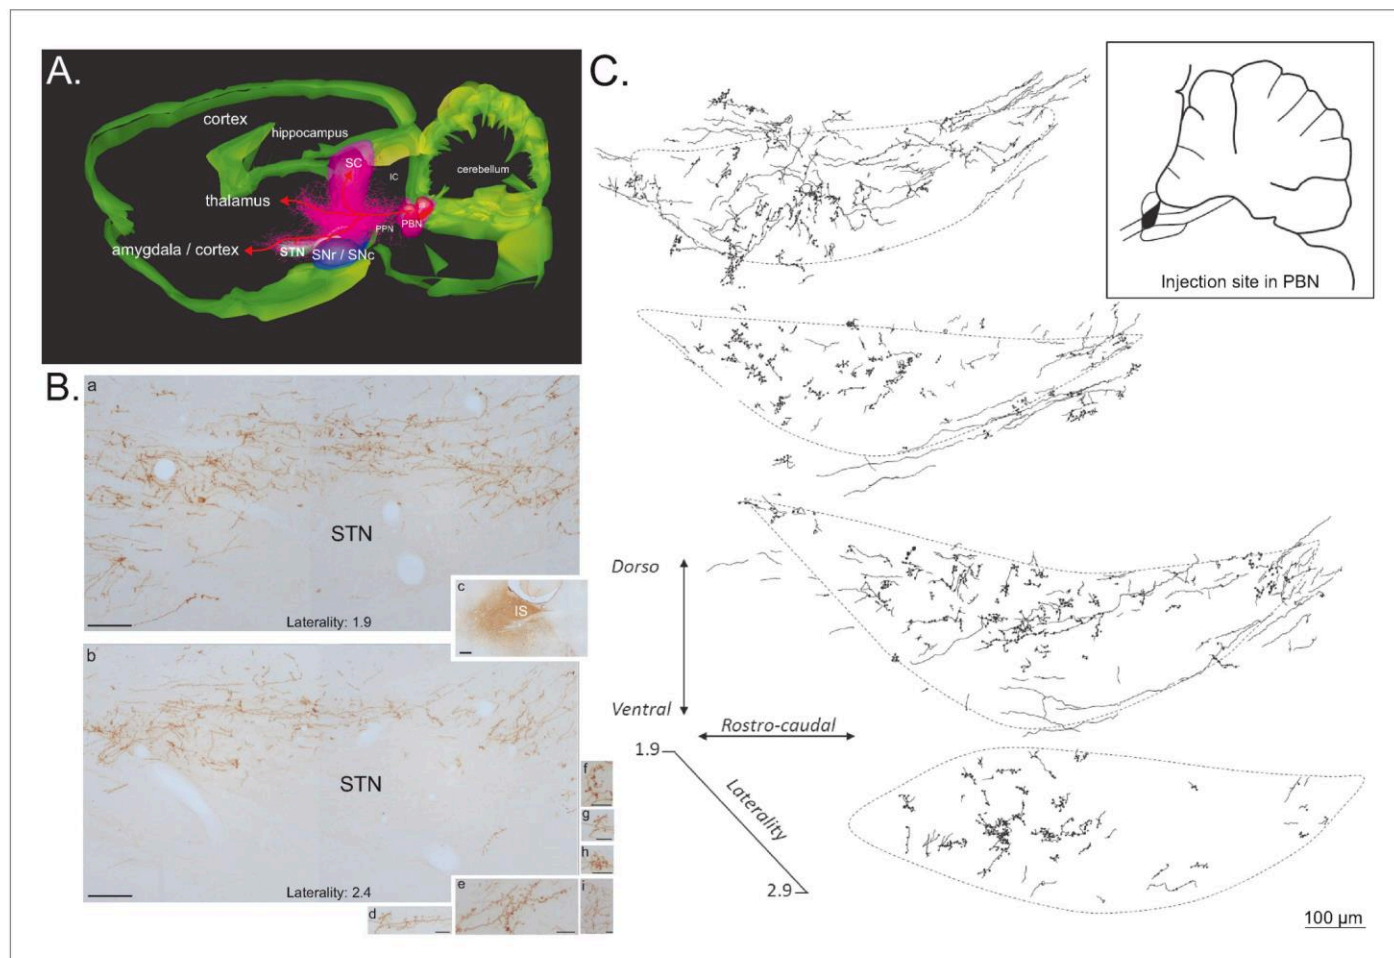 A.
cortex
hippocampus
SC
IC
cerebellum
thalamus
PPN
PBN
amygdala / cortex
STN
SNr / SNc
B.
a
STN
Laterality: 1.9
c
IS
b
STN
Laterality: 2.4
d
e
f
g
h
i
C.
Injection site in PBN
Dorso
Ventral
Rostro-caudal
1.9
Laterality
2.9
100 µm